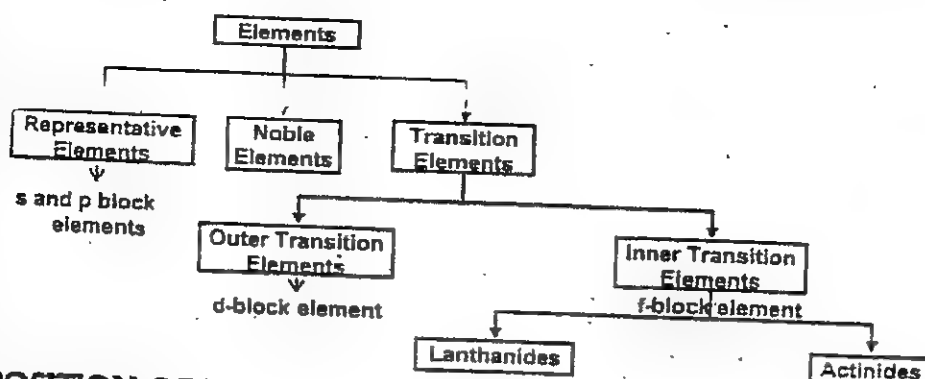 Elements
Representative
Elements
Noble
Elements
Transition
Elements
s and p block
elements
Outer Transition
Elements
Inner Transition
Elements
d-block element
f-block element
Lanthanides
Actinides